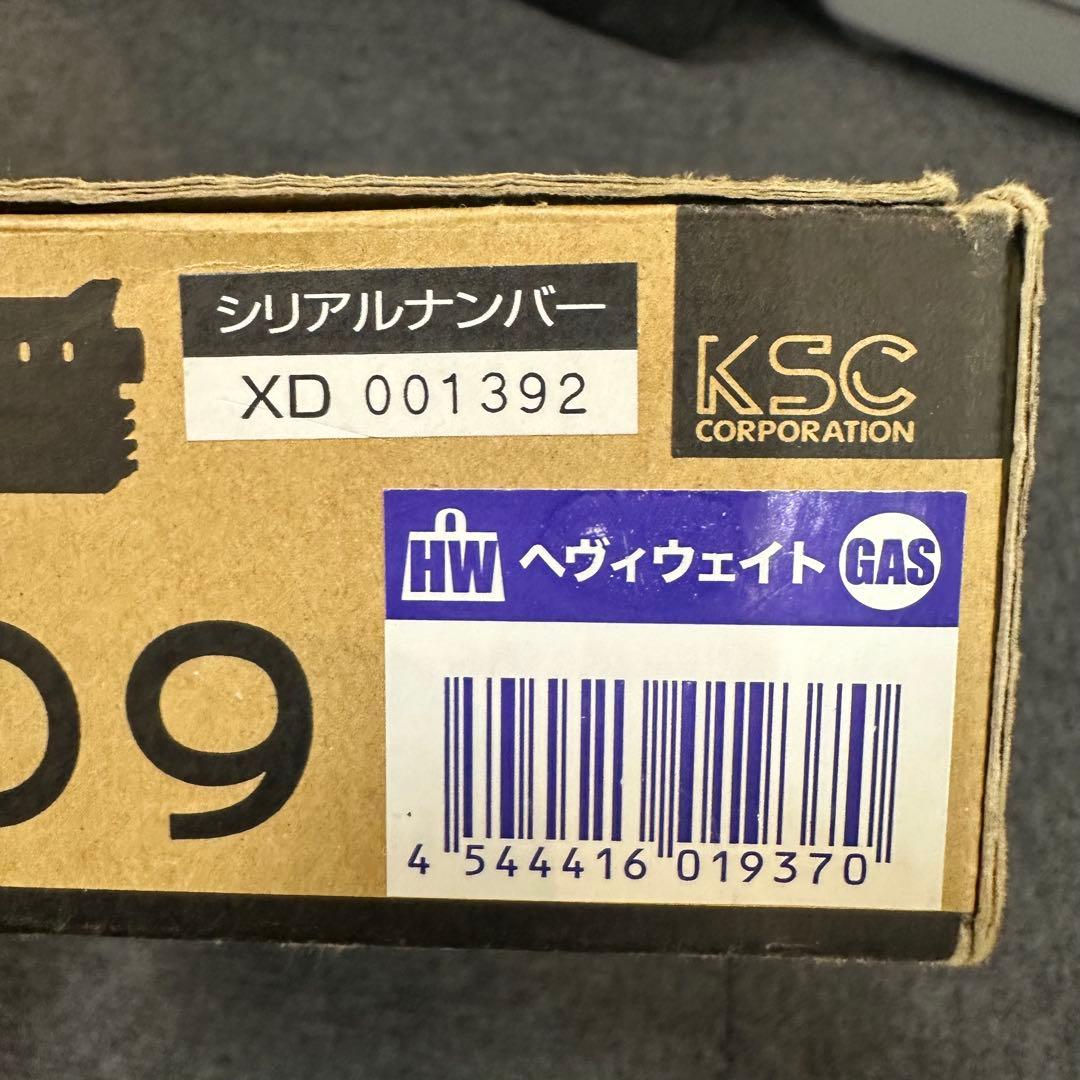 シリアルナンバー
XD 001392
KSC
CORPORATION
HW ヘヴィウェイト GAS
09
4 544416 019370